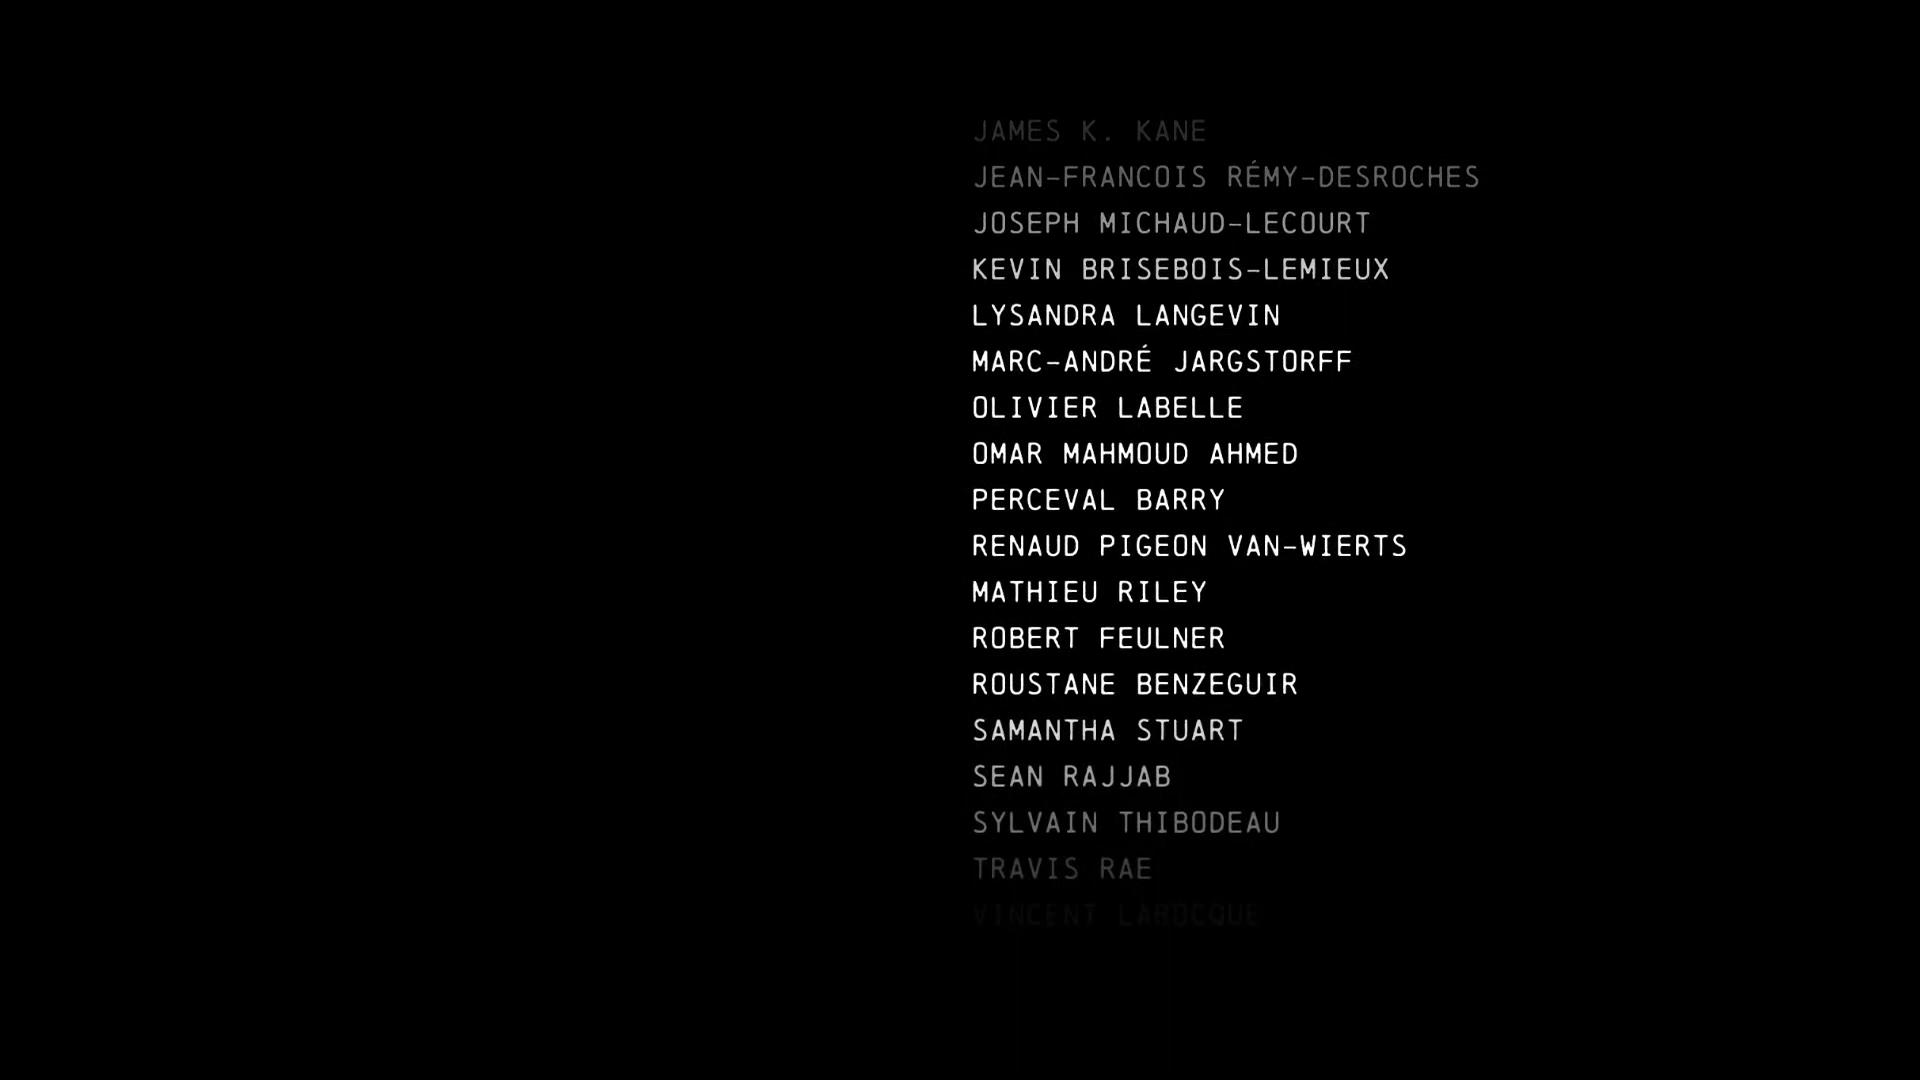 JAMES K. KANE
JEAN-FRANCOIS RÉMY-DESROCHES
JOSEPH MICHAUD-LECOURT
KEVIN BRISEBOIS-LEMIEUX
LYSANDRA LANGEVIN
MARC-ANDRÉ JARGSTORFF
OLIVIER LABELLE
OMAR MAHMOUD AHMED
PERCEVAL BARRY
RENAUD PIGEON VAN-WIERTS
MATHIEU RILEY
ROBERT FEULNER
ROUSTANE BENZEGUIR
SAMANTHA STUART
SEAN RAJJAB
SYLVAIN THIBODEAU
TRAVIS RAE
VINCENT LAROCQUE